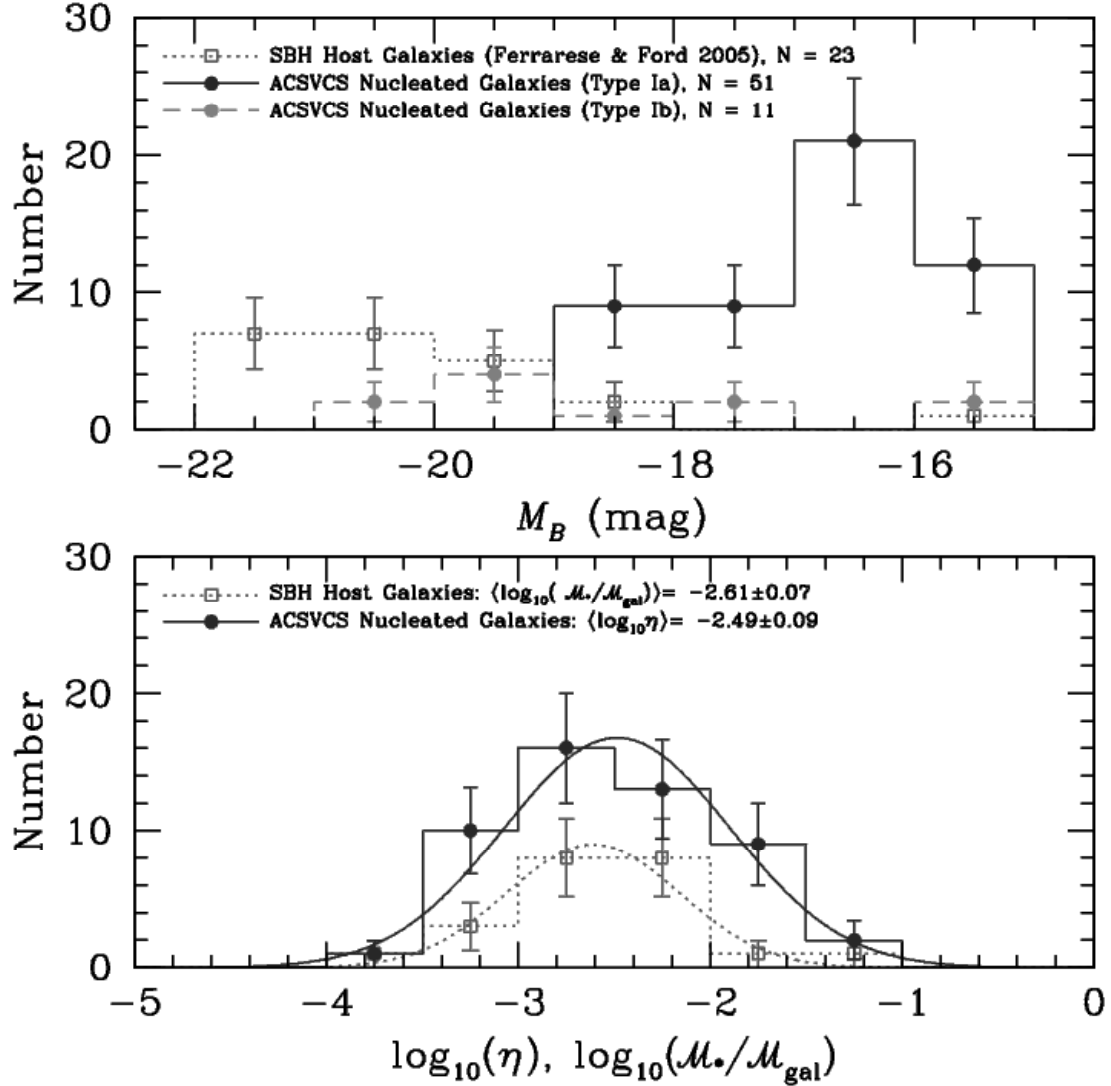 30
SBH Host Galaxies (Ferrarese & Ford 2005), N = 23
ACSVCS Nucleated Galaxies (Type Ia), N = 51
ACSVCS Nucleated Galaxies (Type Ib), N = 11
20
Number
10
0
−22 −20 −18 −16
M_B (mag)
30
SBH Host Galaxies: ⟨log₁₀(ℳ•/ℳgal)⟩= −2.61±0.07
ACSVCS Nucleated Galaxies: ⟨log₁₀η⟩= −2.49±0.09
20
Number
10
0
−5 −4 −3 −2 −1 0
log₁₀(η), log₁₀(ℳ•/ℳgal)